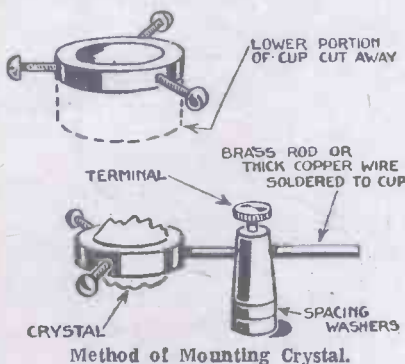 LOWER PORTION
OF CUP CUT AWAY
BRASS ROD OR
THICK COPPER WIRE
SOLDERED TO CUP
TERMINAL
CRYSTAL
SPACING
WASHERS
Method of Mounting Crystal.